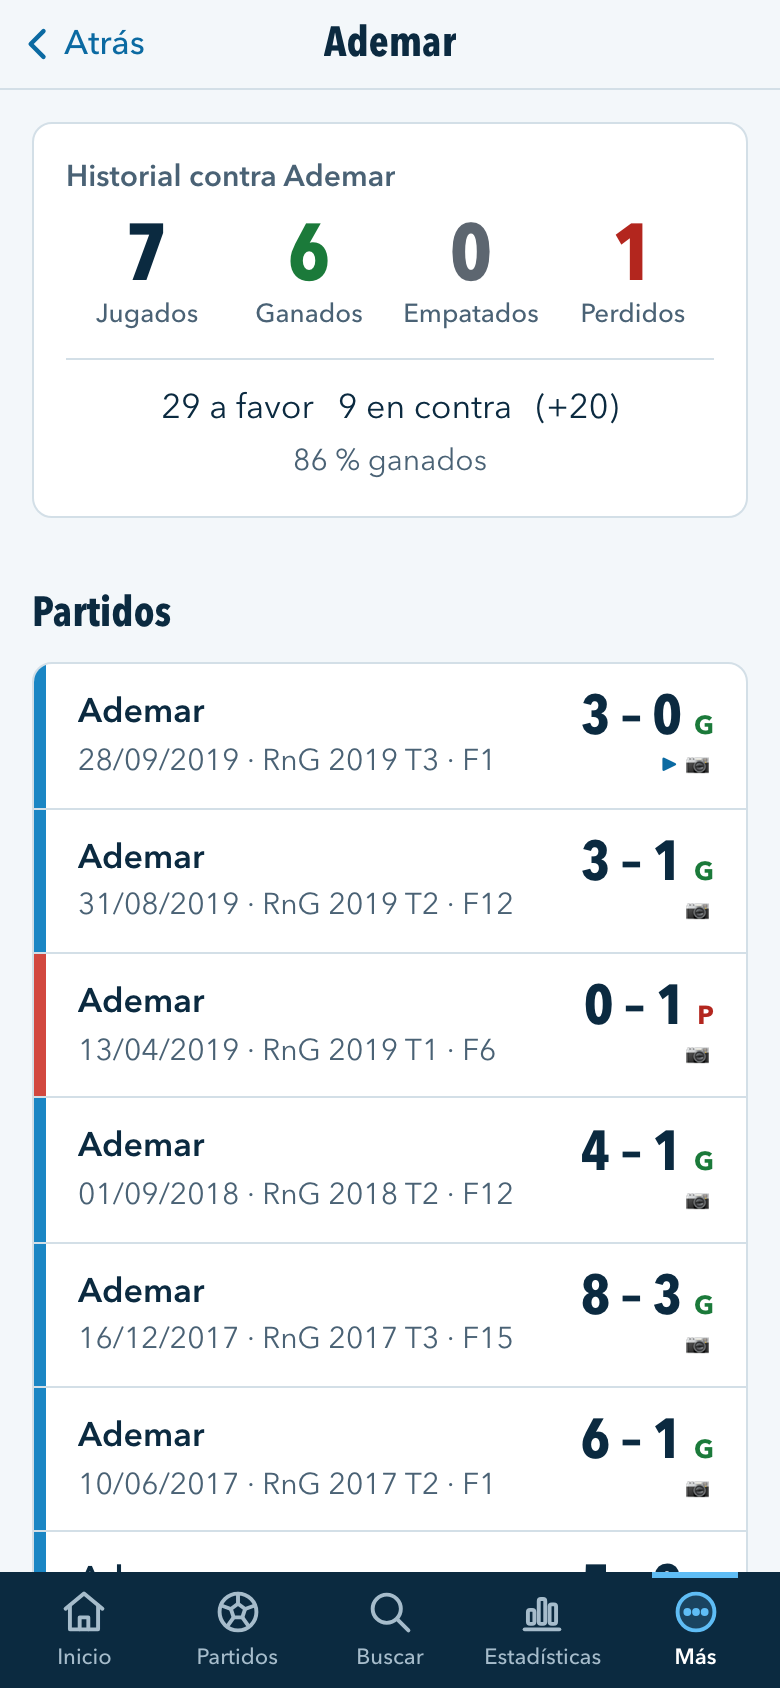 Atrás
Ademar
Historial contra Ademar
7 6 0 1
Jugados Ganados Empatados Perdidos
29 a favor 9 en contra (+20)
86 % ganados
Partidos
Ademar 3 – 0 G
28/09/2019 · RnG 2019 T3 · F1
Ademar 3 – 1 G
31/08/2019 · RnG 2019 T2 · F12
Ademar 0 – 1 P
13/04/2019 · RnG 2019 T1 · F6
Ademar 4 – 1 G
01/09/2018 · RnG 2018 T2 · F12
Ademar 8 – 3 G
16/12/2017 · RnG 2017 T3 · F15
Ademar 6 – 1 G
10/06/2017 · RnG 2017 T2 · F1
Inicio Partidos Buscar Estadísticas Más